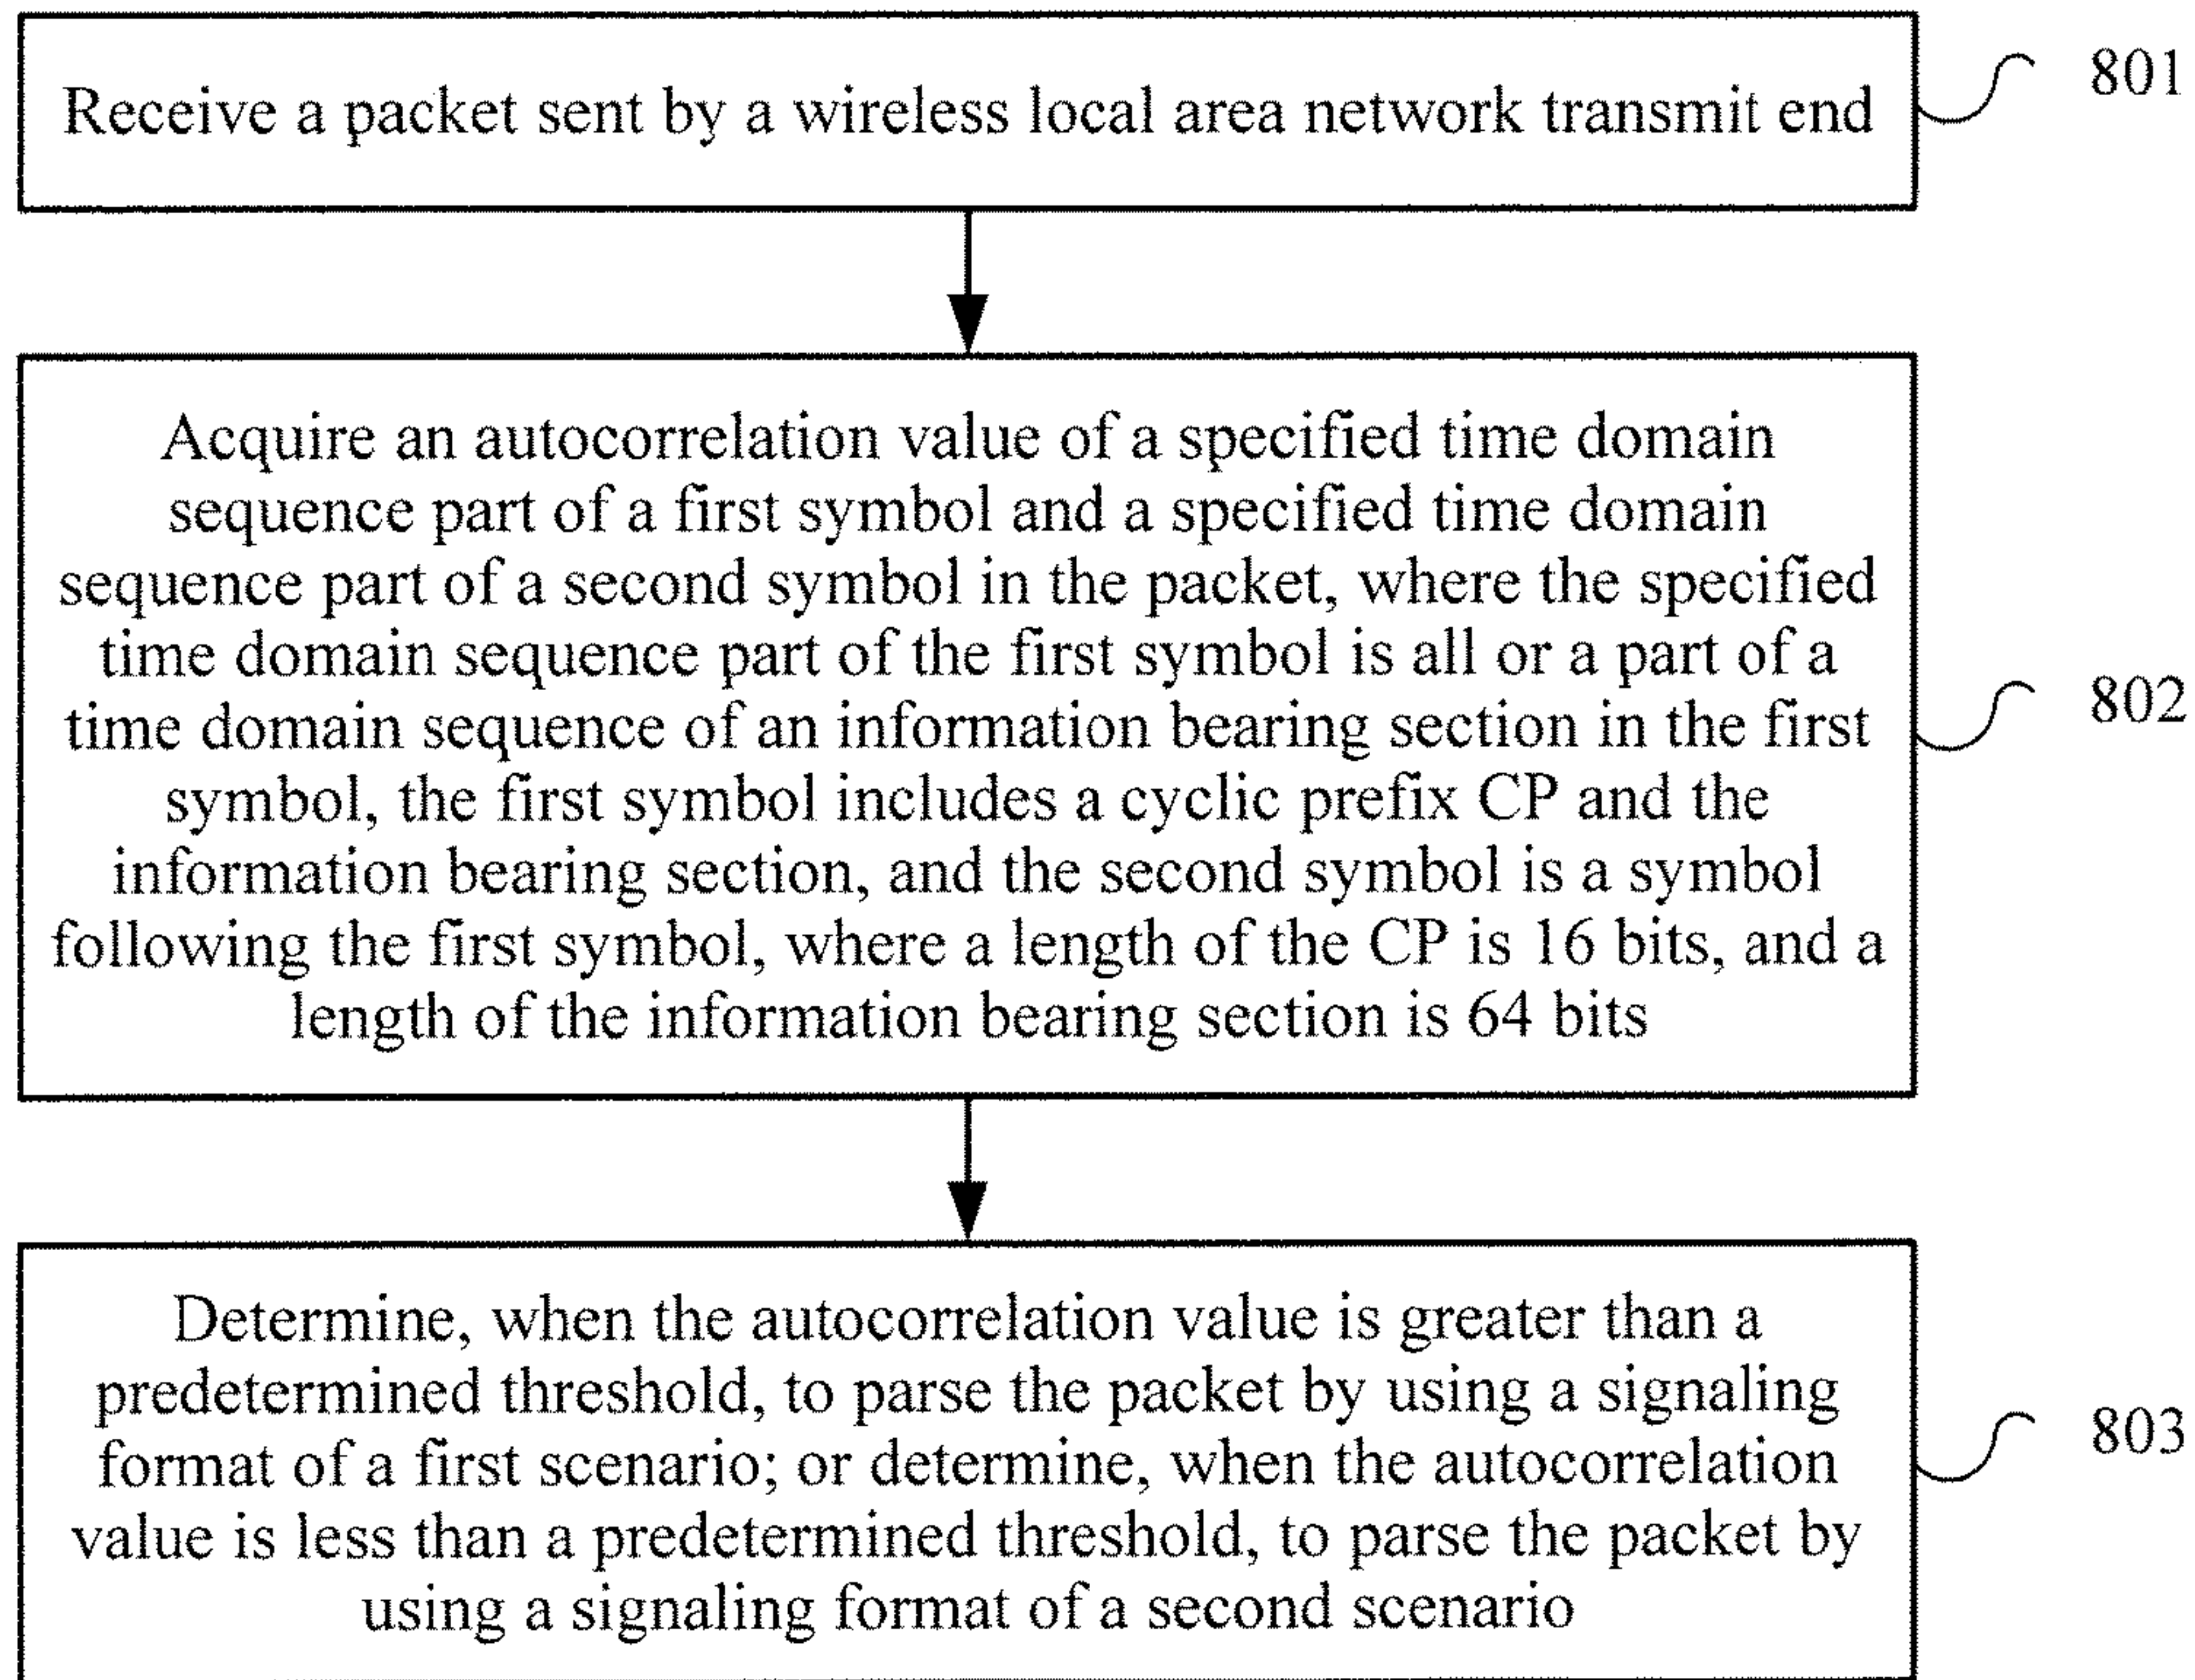 Receive a packet sent by a wireless local area network transmit end
801
Acquire an autocorrelation value of a specified time domain
sequence part of a first symbol and a specified time domain
sequence part of a second symbol in the packet, where the specified
time domain sequence part of the first symbol is all or a part of a
time domain sequence of an information bearing section in the first
symbol, the first symbol includes a cyclic prefix CP and the
information bearing section, and the second symbol is a symbol
following the first symbol, where a length of the CP is 16 bits, and a
length of the information bearing section is 64 bits
802
Determine, when the autocorrelation value is greater than a
predetermined threshold, to parse the packet by using a signaling
format of a first scenario; or determine, when the autocorrelation
value is less than a predetermined threshold, to parse the packet by
using a signaling format of a second scenario
803